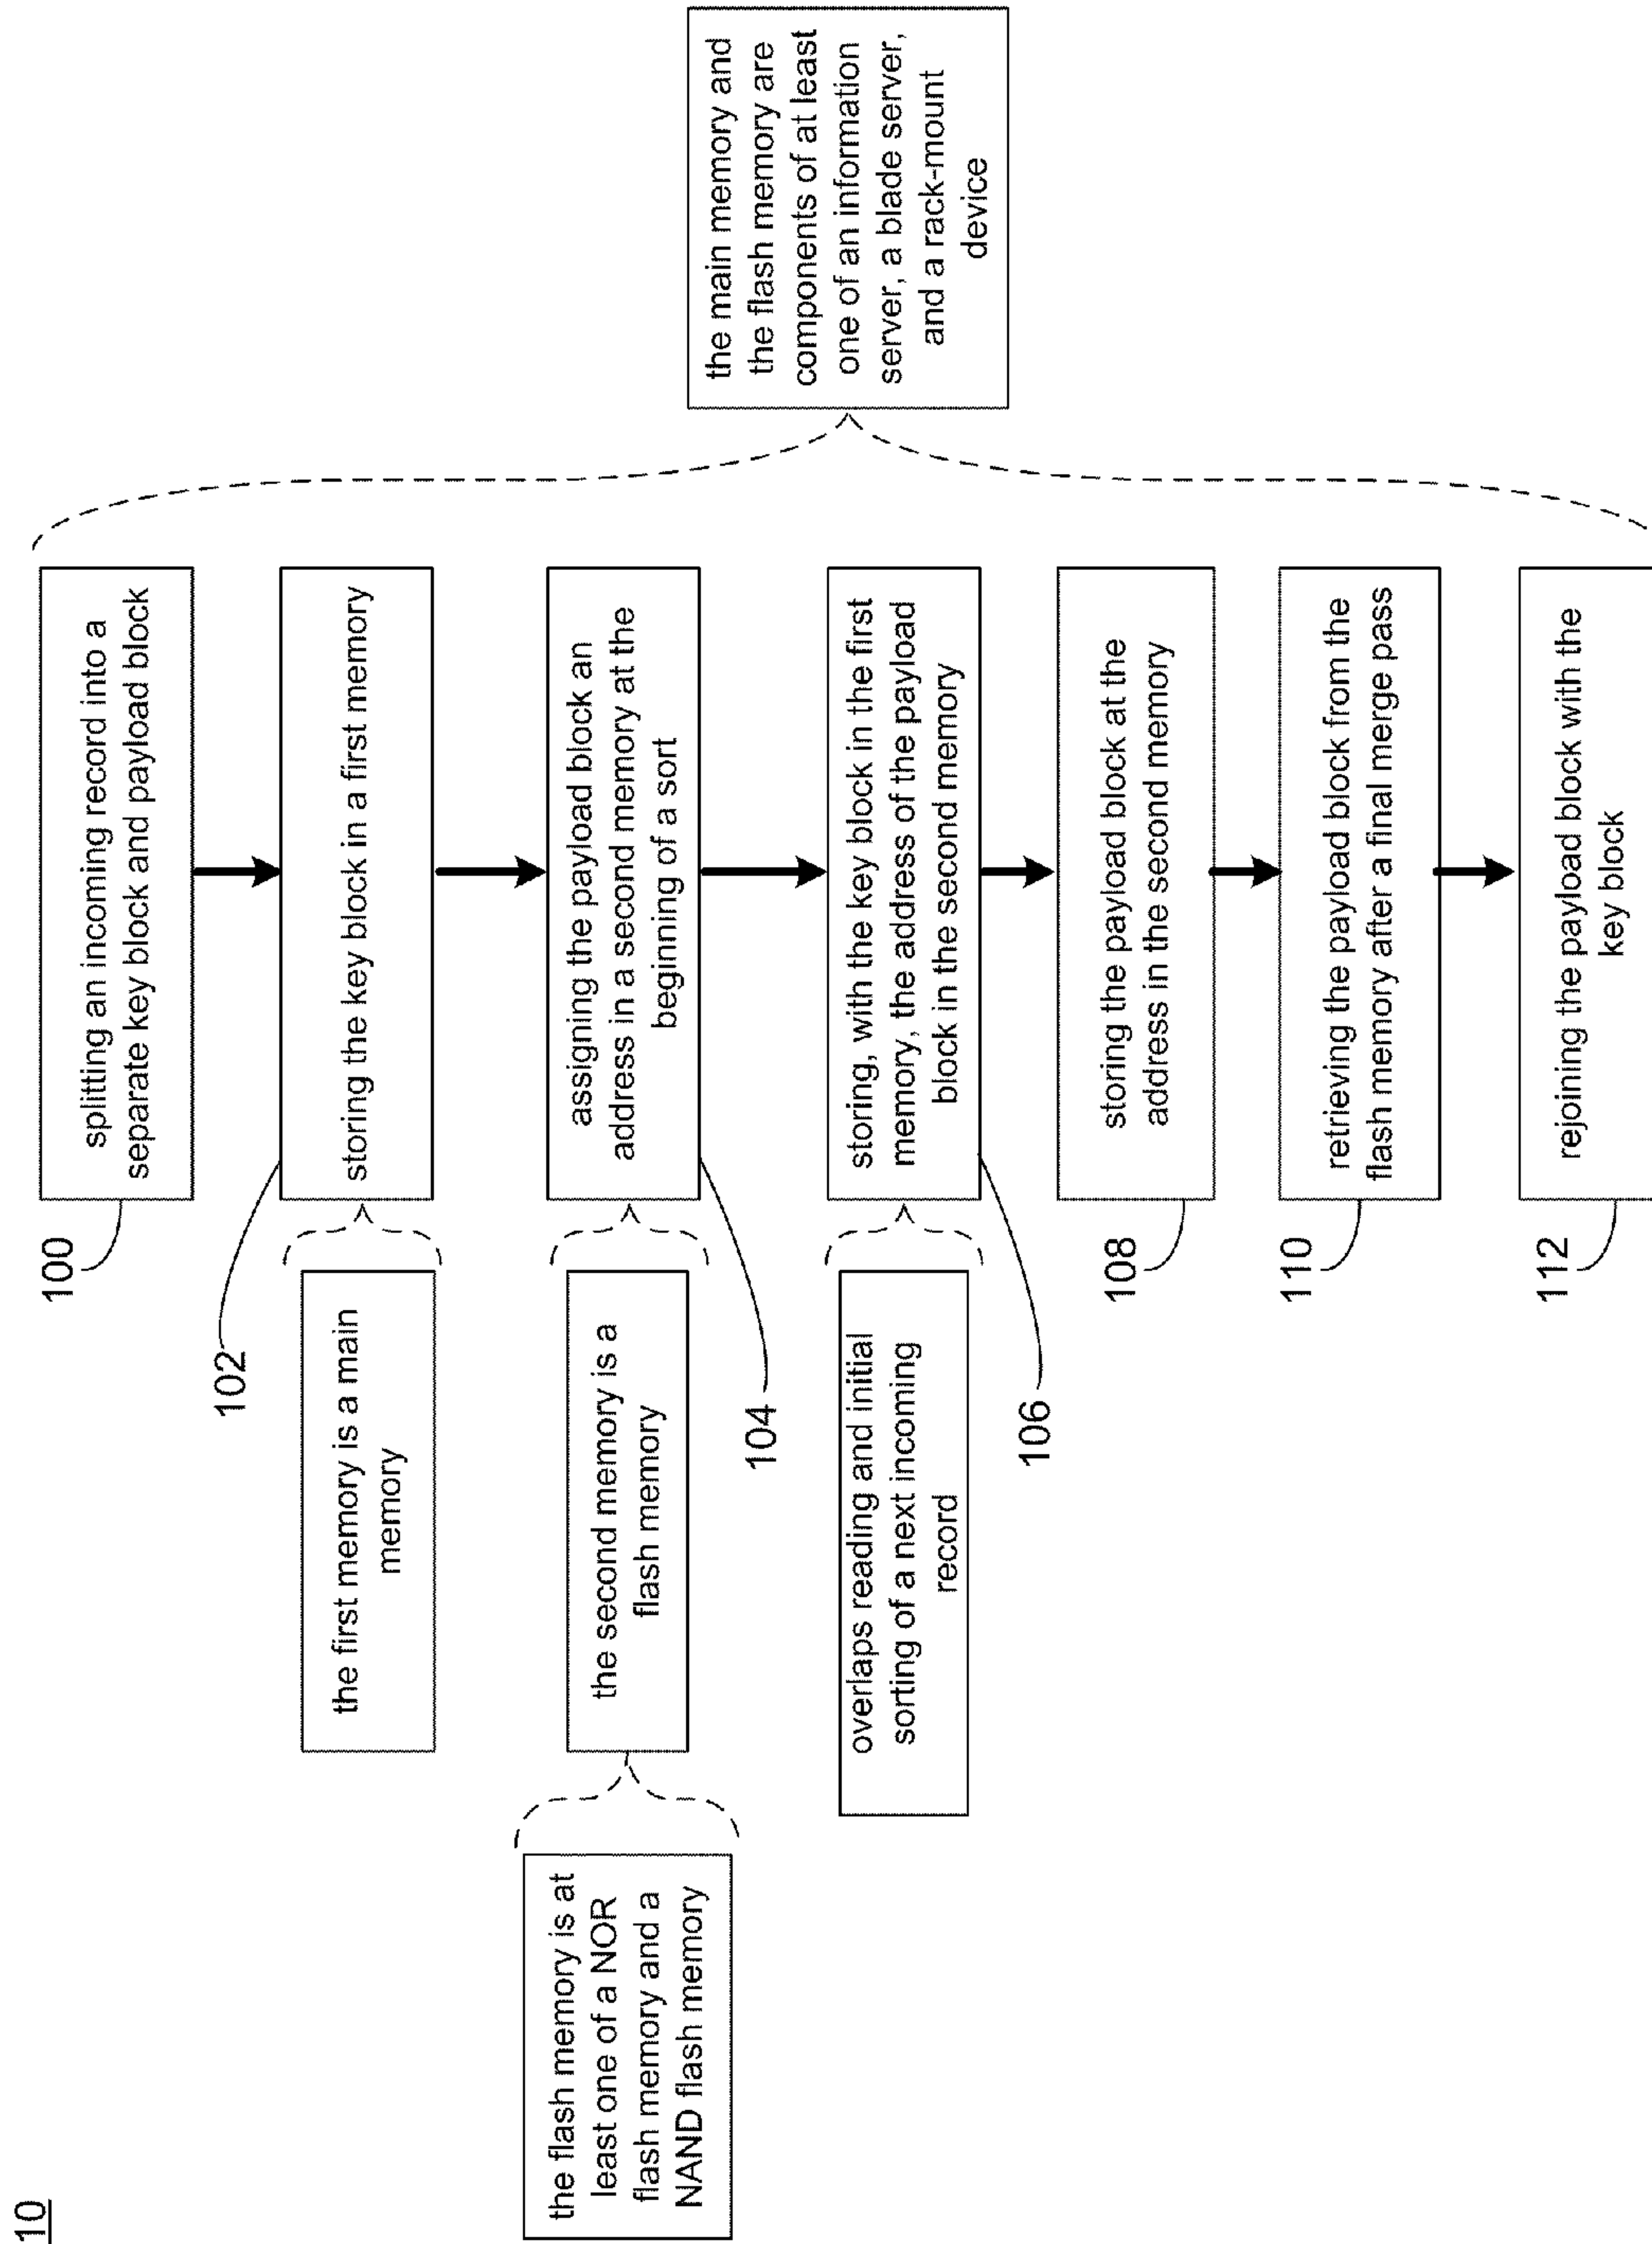 10
100
splitting an incoming record into a
separate key block and payload block
102
the first memory is a main
memory
storing the key block in a first memory
the flash memory is at
least one of a NOR
flash memory and a
NAND flash memory
the second memory is a
flash memory
104
assigning the payload block an
address in a second memory at the
beginning of a sort
overlaps reading and initial
sorting of a next incoming
record
106
storing, with the key block in the first
memory, the address of the payload
block in the second memory
108
storing the payload block at the
address in the second memory
110
retrieving the payload block from the
flash memory after a final merge pass
112
rejoining the payload block with the
key block
the main memory and
the flash memory are
components of at least
one of an information
server, a blade server,
and a rack-mount
device